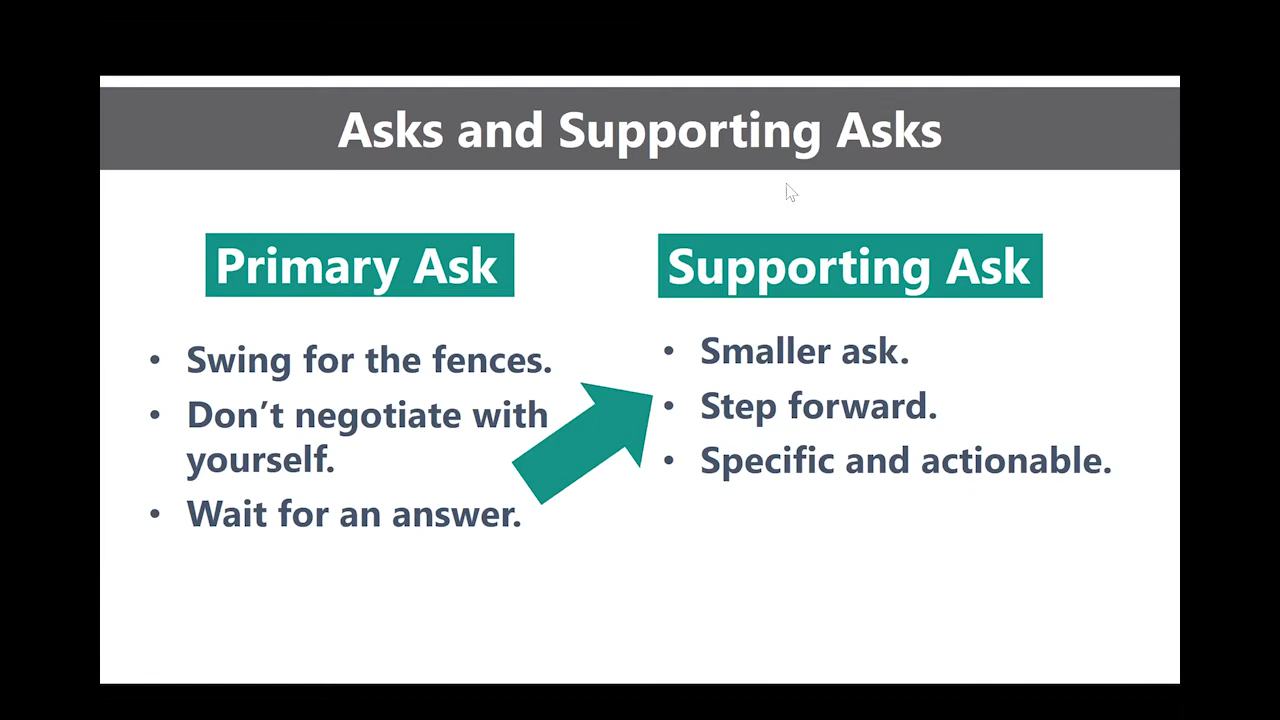 Asks and Supporting Asks
Primary Ask
• Swing for the fences.
• Don’t negotiate with
yourself.
• Wait for an answer.
Supporting Ask
• Smaller ask.
• Step forward.
• Specific and actionable.